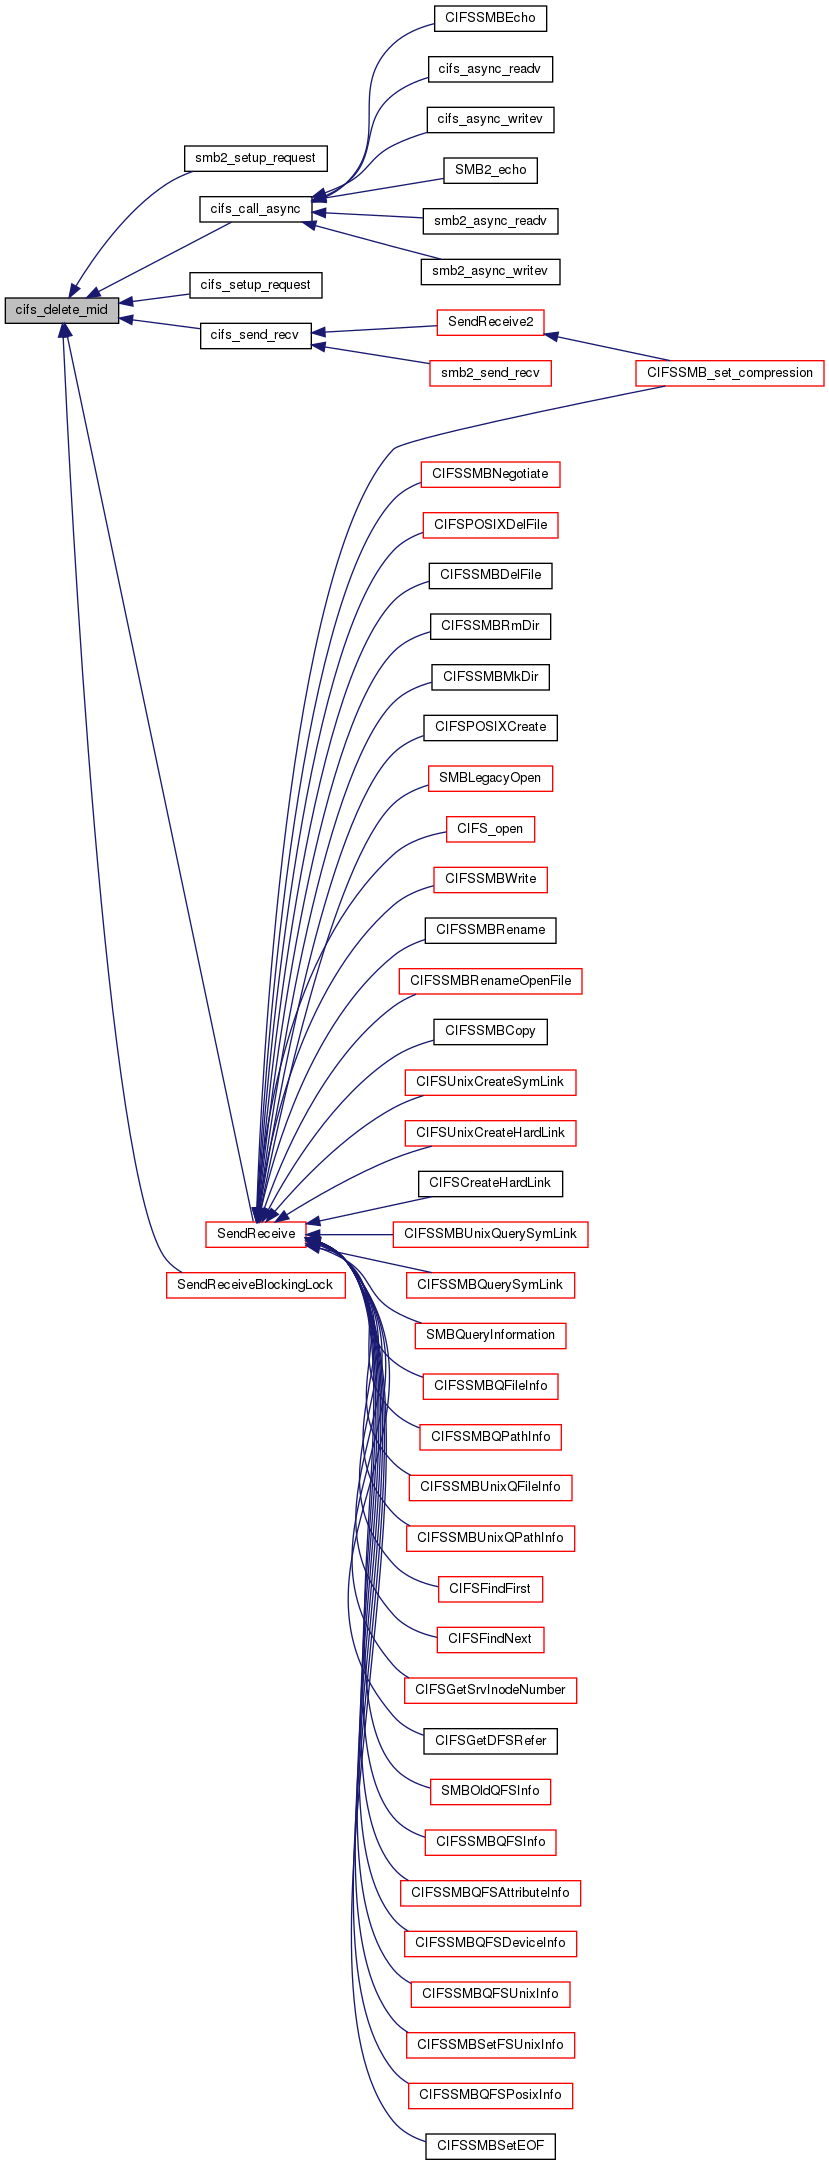 CIFSSMBEcho
cifs_async_readv
cifs_async_writev
smb2_setup_request
SMB2_echo
cifs_call_async
smb2_async_readv
smb2_async_writev
cifs_setup_request
cifs_delete_mid
SendReceive2
cifs_send_recv
smb2_send_recv
CIFSSMB_set_compression
CIFSSMBNegotiate
CIFSPOSIXDelFile
CIFSSMBDelFile
CIFSSMBRmDir
CIFSSMBMkDir
CIFSPOSIXCreate
SMBLegacyOpen
CIFS_open
CIFSSMBWrite
CIFSSMBRename
CIFSSMBRenameOpenFile
CIFSSMBCopy
CIFSUnixCreateSymLink
CIFSUnixCreateHardLink
CIFSCreateHardLink
SendReceive
CIFSSMBUnixQuerySymLink
SendReceiveBlockingLock
CIFSSMBQuerySymLink
SMBQueryInformation
CIFSSMBQFileInfo
CIFSSMBQPathInfo
CIFSSMBUnixQFileInfo
CIFSSMBUnixQPathInfo
CIFSFindFirst
CIFSFindNext
CIFSGetSrvInodeNumber
CIFSGetDFSRefer
SMBOldQFSInfo
CIFSSMBQFSInfo
CIFSSMBQFSAttributeInfo
CIFSSMBQFSDeviceInfo
CIFSSMBQFSUnixInfo
CIFSSMBSetFSUnixInfo
CIFSSMBQFSPosixInfo
CIFSSMBSetEOF